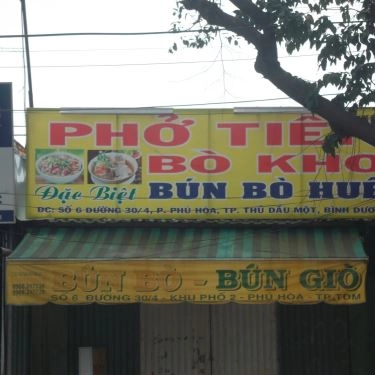 PHỞ TIẾ
BÒ KHO
Đặc Biệt BÚN BÒ HUẾ
ĐC: SỐ 6 ĐƯỜNG 30/4, P. PHÚ HÒA, TP. THỦ DẦU MỘT, BÌNH DƯƠ
BÚN BÒ - BÚN GIÒ
SỐ 6 ĐƯỜNG 30/4 - KHU PHỐ 2 - PHÚ HÒA - TP.TDM